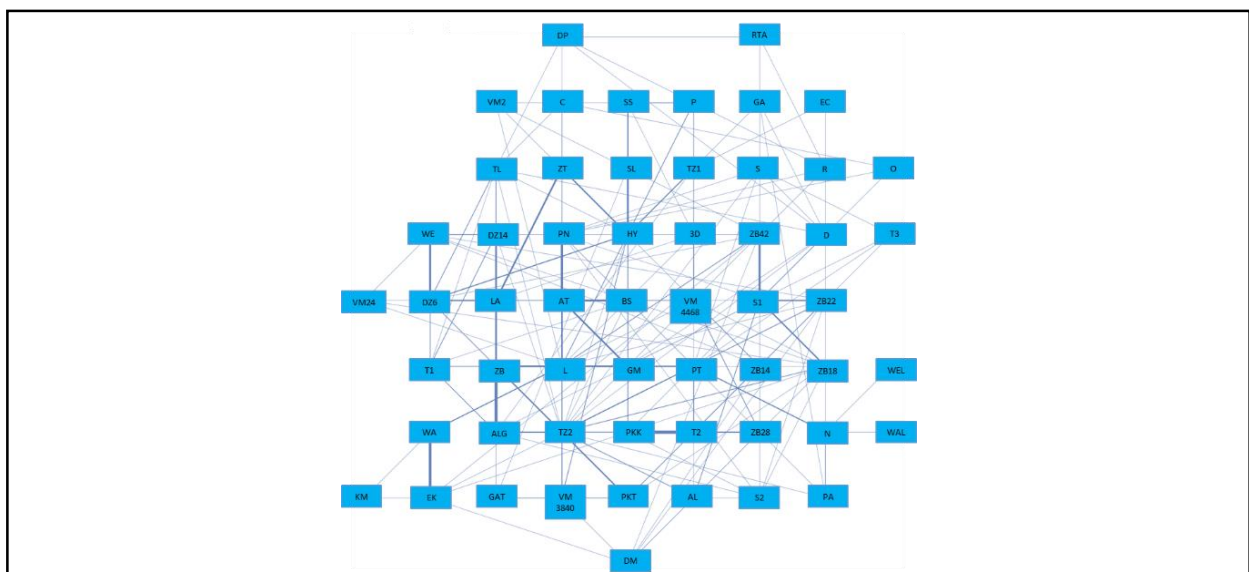 DP RTA
VM2 C SS P GA EC
TL ZT SL TZ1 S R O
WE DZ14 PN HY 3D ZB42 D T3
VM24 DZ6 LA AT BS VM S1 ZB22
4468
T1 ZB L GM PT ZB14 ZB18 WEL
WA ALG TZ2 PKK T2 ZB28 N WAL
KM EK GAT VM PKT AL S2 PA
3840
DM